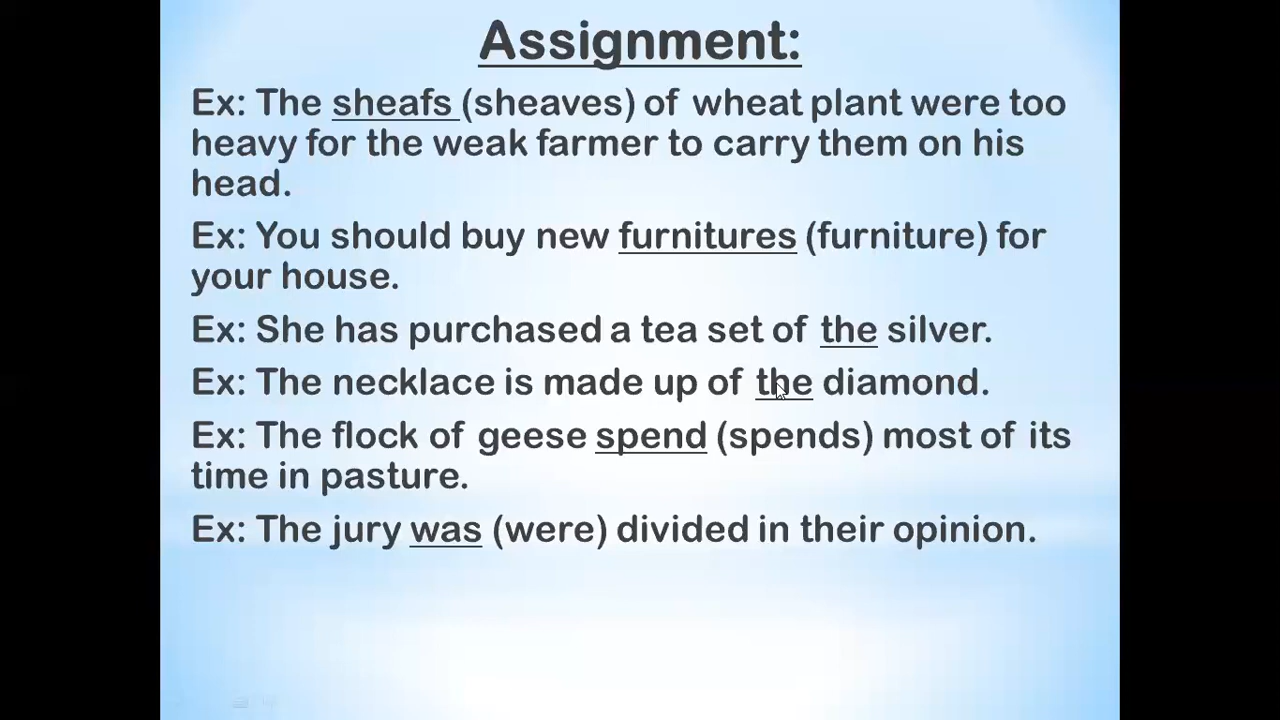 Assignment:
Ex: The sheafs (sheaves) of wheat plant were too
heavy for the weak farmer to carry them on his
head.
Ex: You should buy new furnitures (furniture) for
your house.
Ex: She has purchased a tea set of the silver.
Ex: The necklace is made up of the diamond.
Ex: The flock of geese spend (spends) most of its
time in pasture.
Ex: The jury was (were) divided in their opinion.